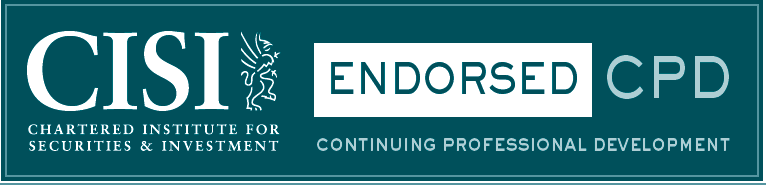 CISI
CHARTERED INSTITUTE FOR
SECURITIES & INVESTMENT
ENDORSED CPD
CONTINUING PROFESSIONAL DEVELOPMENT